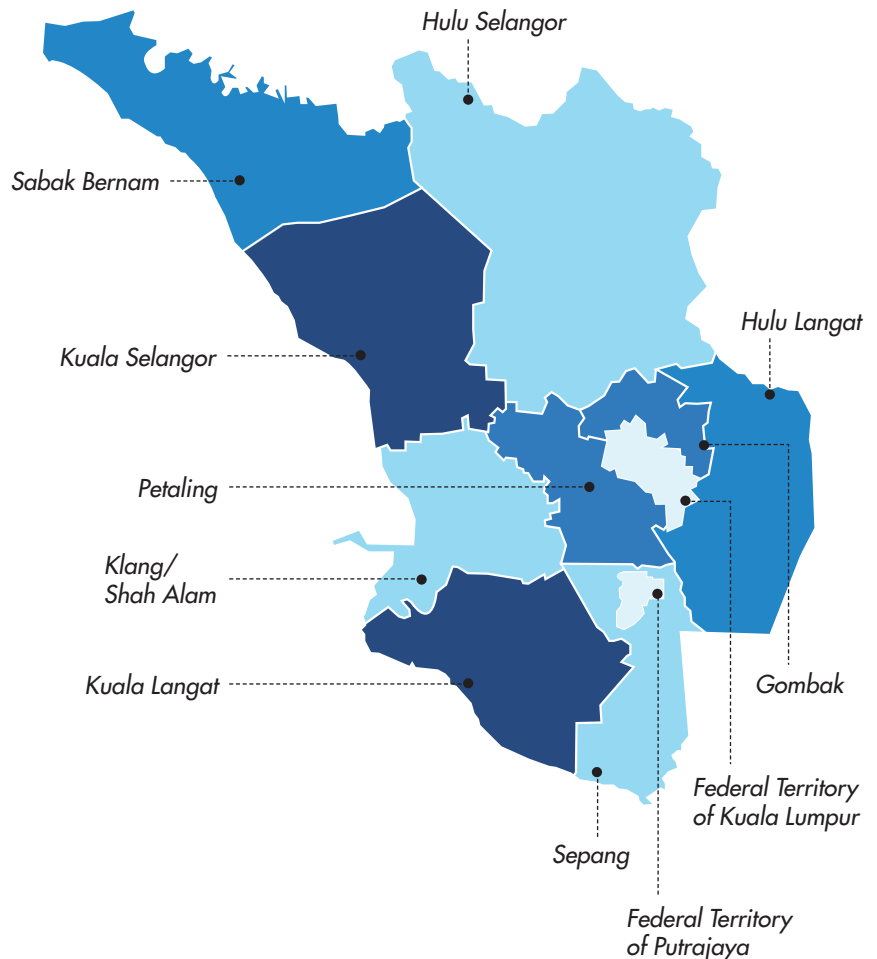 Hulu Selangor
Sabak Bernam
Hulu Langat
Kuala Selangor
Petaling
Klang/
Shah Alam
Kuala Langat
Gombak
Federal Territory
of Kuala Lumpur
Sepang
Federal Territory
of Putrajaya